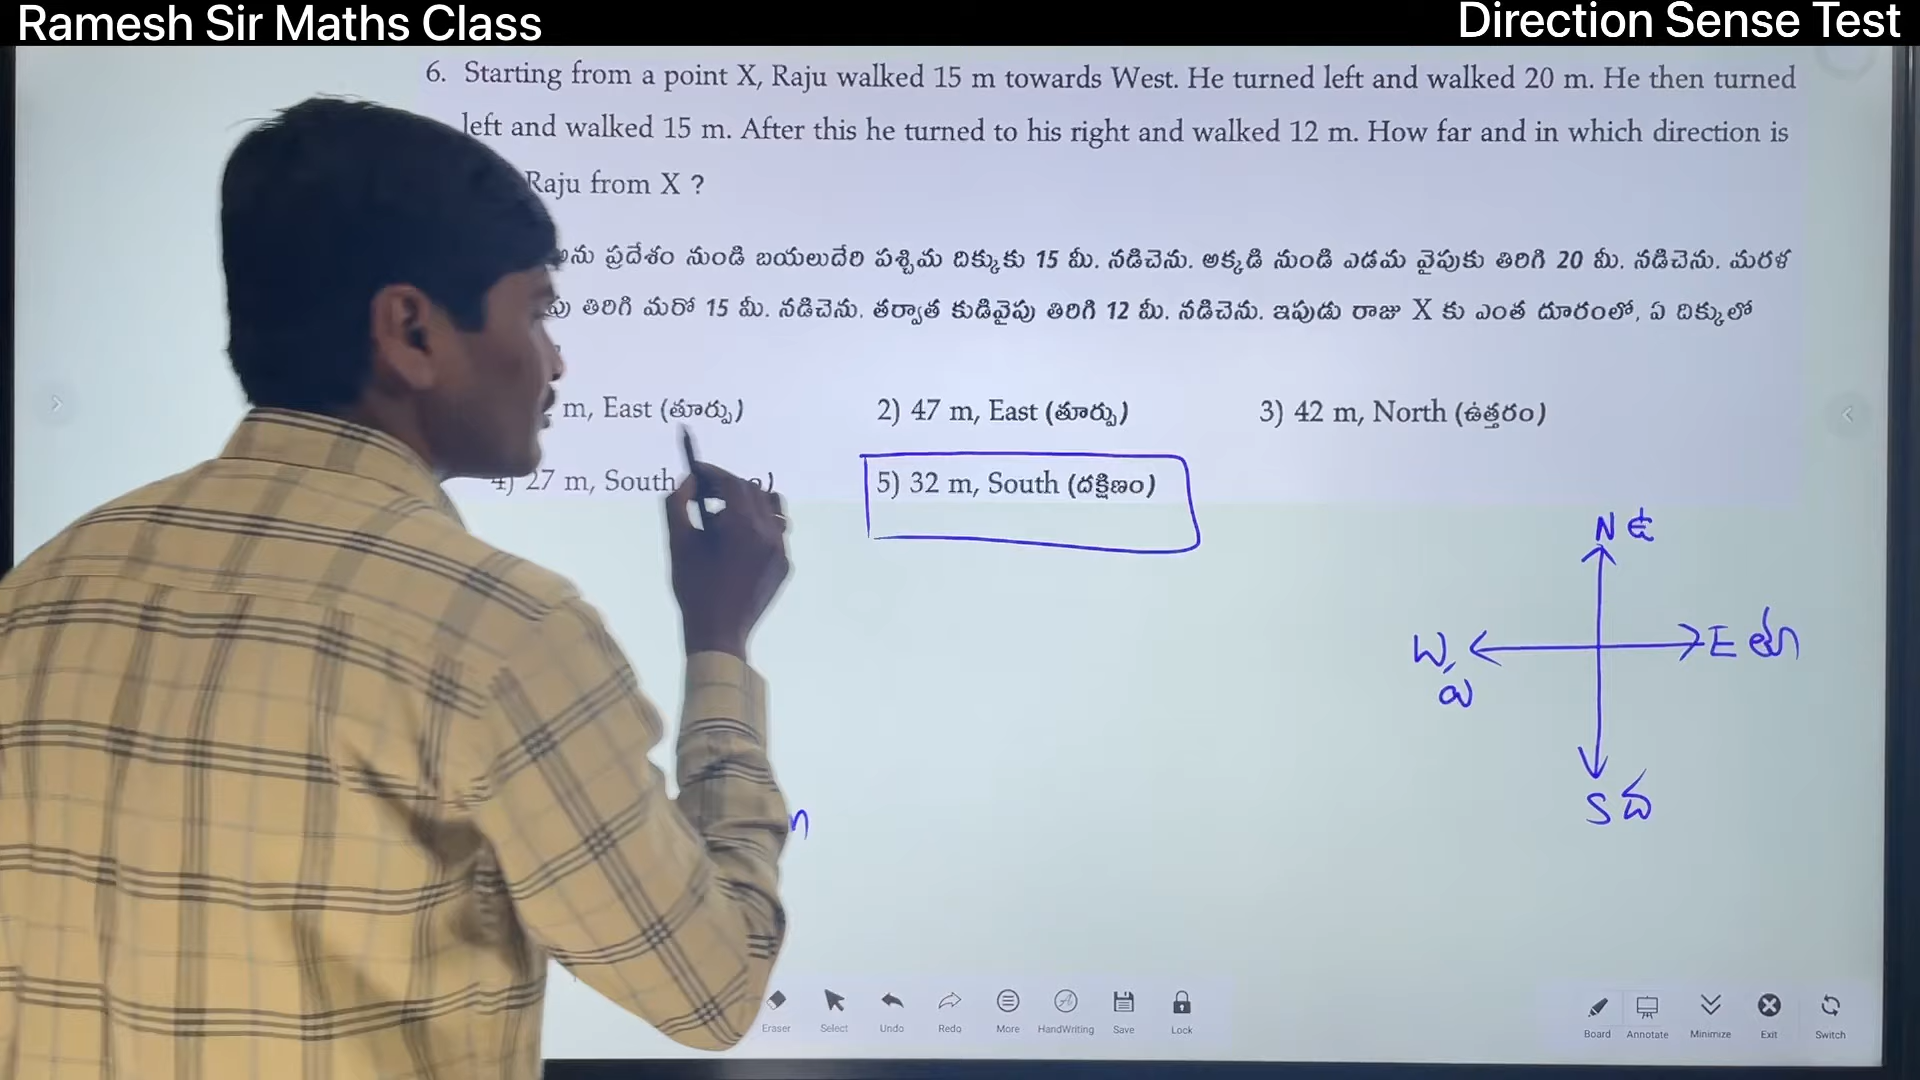 Ramesh Sir Maths Class
Direction Sense Test
6. Starting from a point X, Raju walked 15 m towards West. He turned left and walked 20 m. He then turned
left and walked 15 m. After this he turned to his right and walked 12 m. How far and in which direction is
Raju from X ?
ప్రదేశం నుండి బయలుదేరి పశ్చిమ దిక్కుకు 15 మీ. నడిచెను. అక్కడి నుండి ఎడమ వైపుకు తిరిగి 20 మీ. నడిచెను. మరళ
తిరిగి మరో 15 మీ. నడిచెను. తర్వాత కుడివైపు తిరిగి 12 మీ. నడిచెను. ఇపుడు రాజు X కు ఎంత దూరంలో, ఏ దిక్కులో
m, East (తూర్పు)
2) 47 m, East (తూర్పు)
3) 42 m, North (ఉత్తరం)
4) 27 m, South
5) 32 m, South (దక్షిణం)
N ఉ
W
ప
E తూ
S ద
Eraser
Select
Undo
Redo
More
HandWriting
Save
Lock
Board
Annotate
Minimize
Exit
Switch